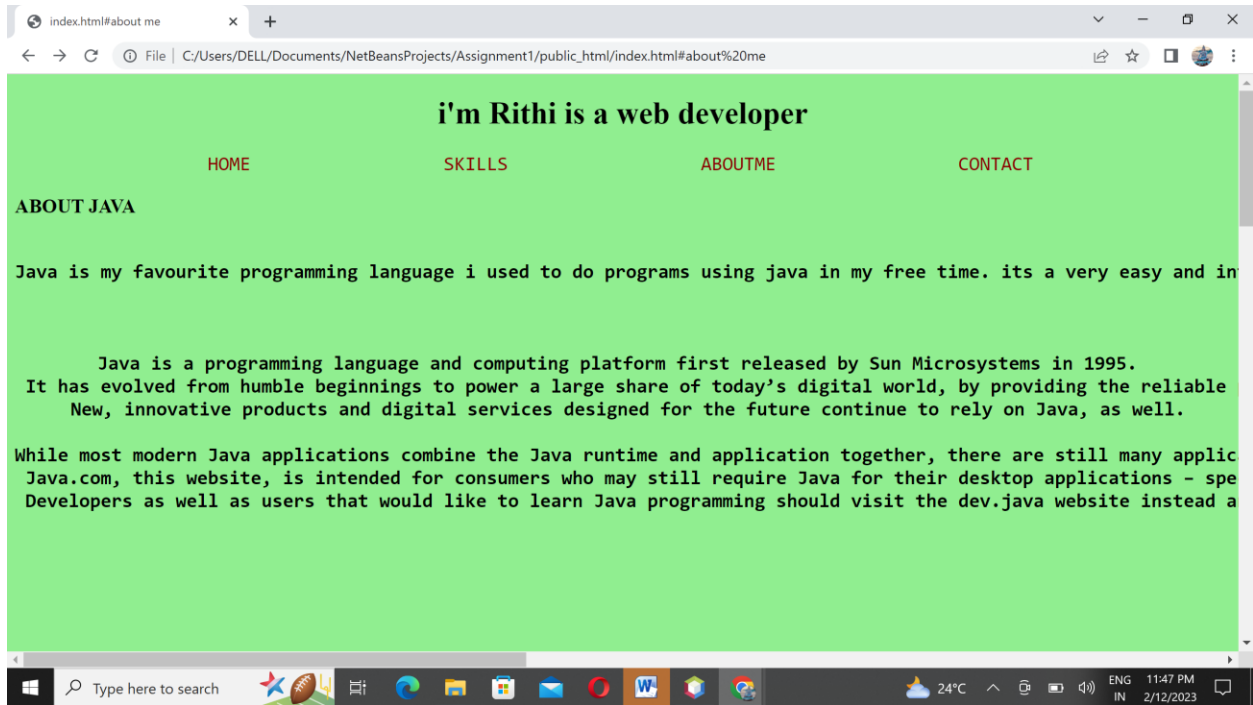 index.html#about me
File | C:/Users/DELL/Documents/NetBeansProjects/Assignment1/public_html/index.html#about%20me
i'm Rithi is a web developer
HOME SKILLS ABOUTME CONTACT
ABOUT JAVA
Java is my favourite programming language i used to do programs using java in my free time. its a very easy and
Java is a programming language and computing platform first released by Sun Microsystems in 1995.
It has evolved from humble beginnings to power a large share of today’s digital world, by providing the reliable
New, innovative products and digital services designed for the future continue to rely on Java, as well.
While most modern Java applications combine the Java runtime and application together, there are still many
Java.com, this website, is intended for consumers who may still require Java for their desktop applications –
Developers as well as users that would like to learn Java programming should visit the dev.java website instead
Type here to search
24°C
ENG
IN
11:47 PM
2/12/2023